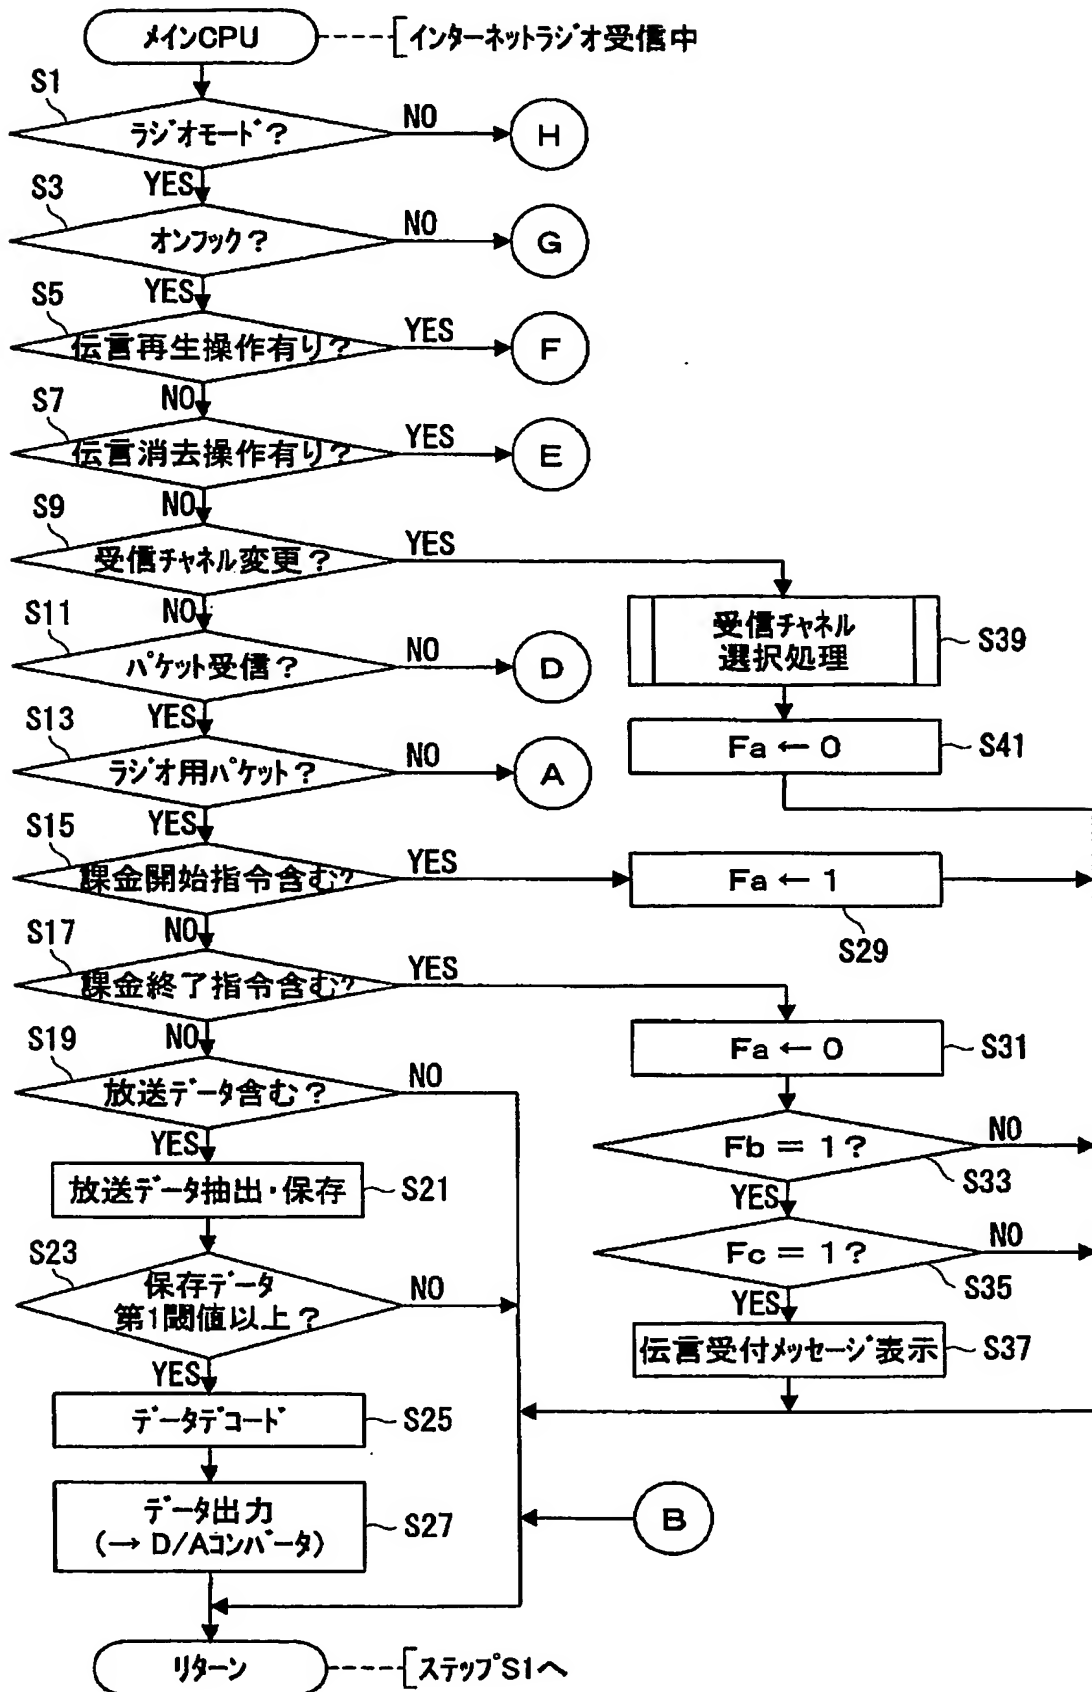 メインCPU
インターネットラジオ受信中
S1
ラジオモード?
NO
H
YES
S3
オンフック?
NO
G
YES
S5
伝言再生操作有り?
YES
F
NO
S7
伝言消去操作有り?
YES
E
NO
S9
受信チャネル変更?
YES
NO
受信チャネル
選択処理
S39
S11
パケット受信?
NO
D
YES
Fa ← 0
S41
S13
ラジオ用パケット?
NO
A
YES
S15
課金開始指令含む?
YES
Fa ← 1
S29
NO
S17
課金終了指令含む?
YES
NO
Fa ← 0
S31
S19
放送データ含む?
NO
YES
Fb = 1?
NO
S33
YES
放送データ抽出・保存
S21
Fc = 1?
NO
S35
YES
S23
保存データ
第1閾値以上?
NO
YES
伝言受付メッセージ表示
S37
データデコード
S25
データ出力
(→ D/Aコンバータ)
S27
B
リターン
ステップS1へ